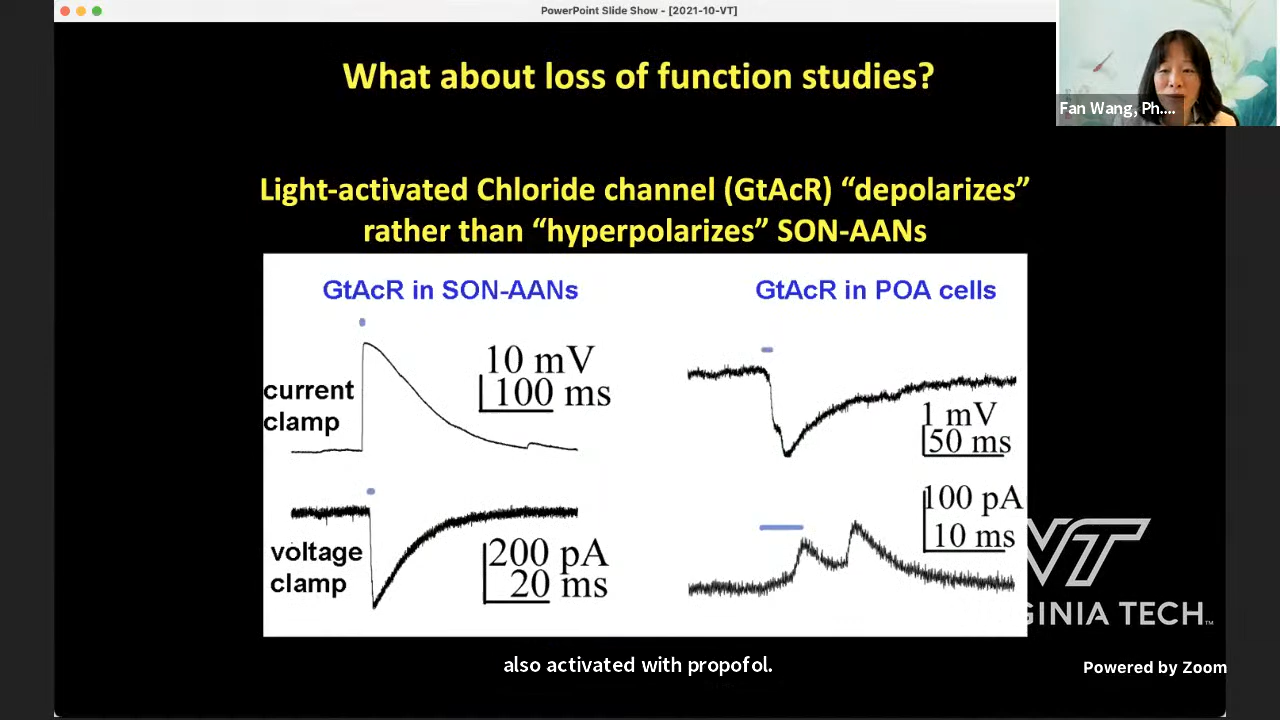 PowerPoint Slide Show - [2021-10-VT]
What about loss of function studies?
Fan Wang, Ph....
Light-activated Chloride channel (GtAcR) “depolarizes”
rather than “hyperpolarizes” SON-AANs
GtAcR in SON-AANs
GtAcR in POA cells
current
clamp
10 mV
100 ms
1 mV
50 ms
voltage
clamp
200 pA
20 ms
100 pA
10 ms
VT
GINIA TECH™
also activated with propofol.
Powered by Zoom